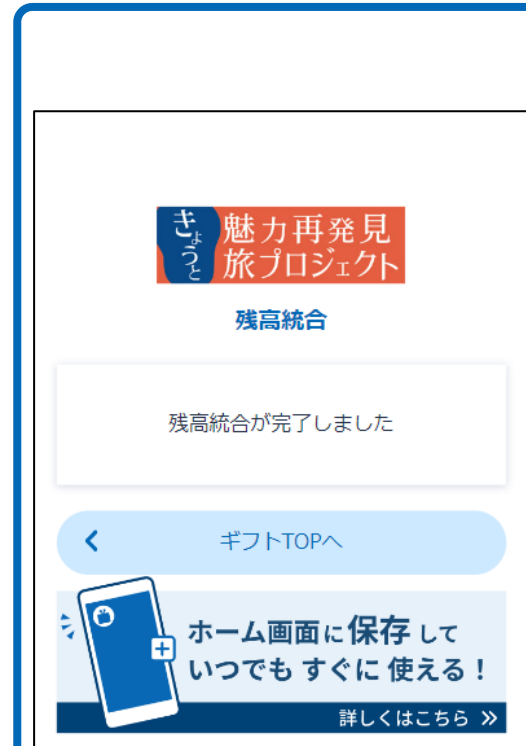 きょうと
魅力再発見
旅プロジェクト
残高統合
残高統合が完了しました
ギフトTOPへ
ホーム画面に保存して
いつでもすぐに使える！
詳しくはこちら